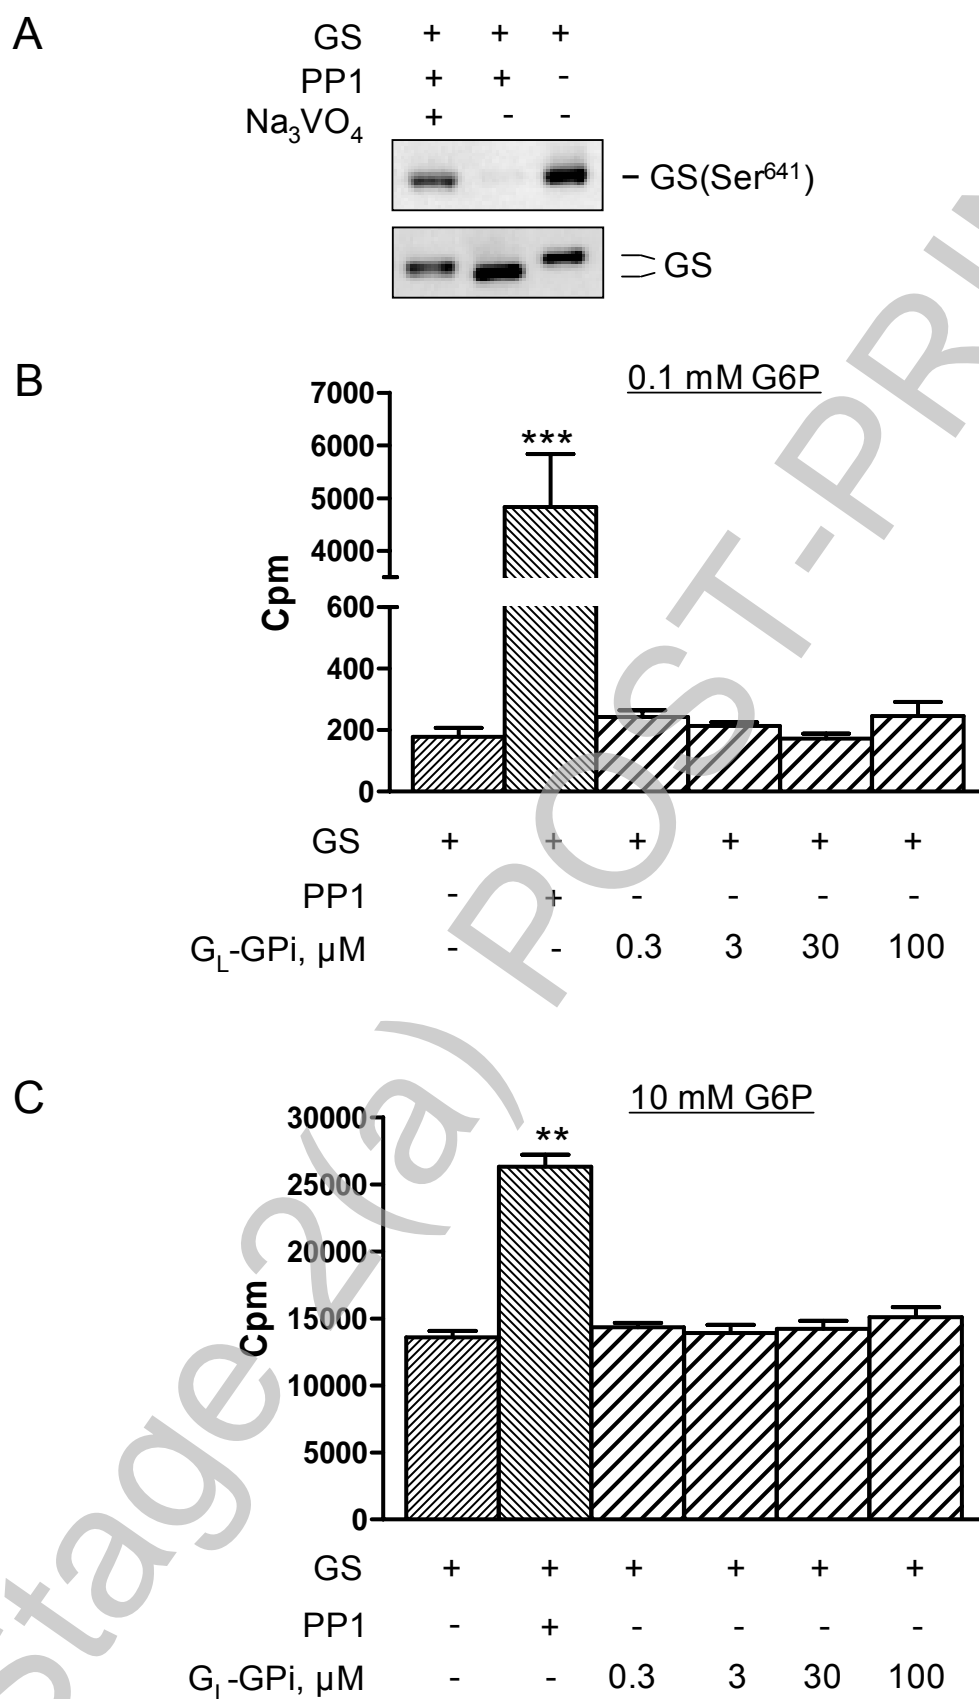 A
GS + + +
PP1 + + -
Na₃VO₄ + - -
– GS(Ser⁶⁴¹)
GS
B
0.1 mM G6P
7000
6000
5000
4000
600
400
200
0
Cpm
***
GS + + + + + +
PP1 - + - - - -
G_L-GPi, µM - - 0.3 3 30 100
C
10 mM G6P
30000
25000
20000
15000
10000
5000
0
Cpm
**
GS + + + + + +
PP1 - + - - - -
G_L-GPi, µM - - 0.3 3 30 100
Stage 2(a) POST-PRI